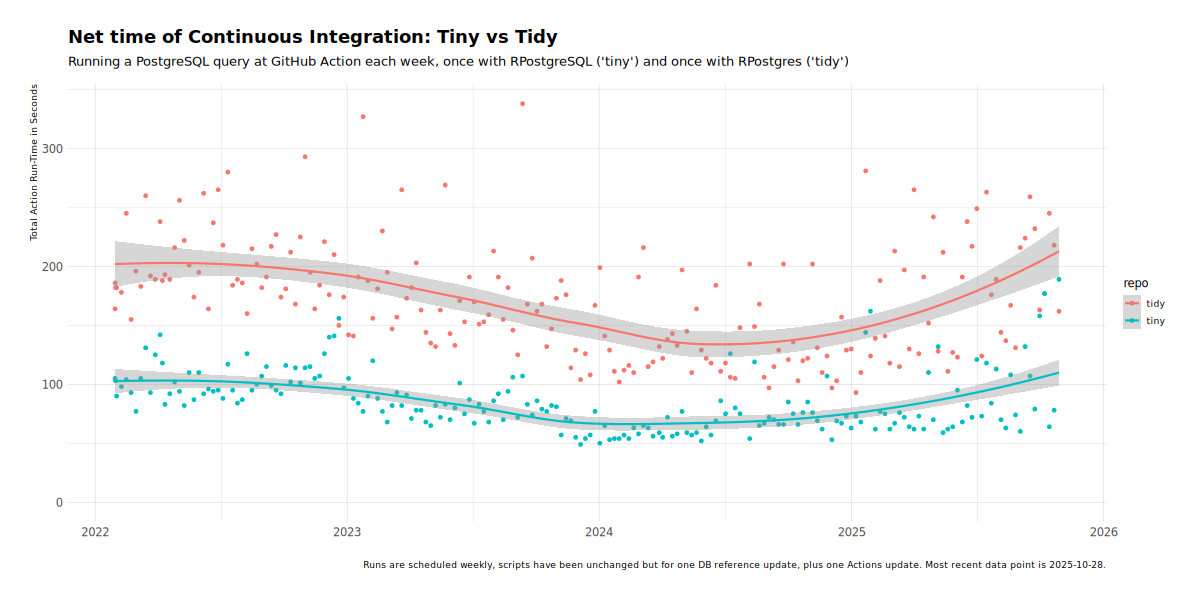 Net time of Continuous Integration: Tiny vs Tidy
Running a PostgreSQL query at GitHub Action each week, once with RPostgreSQL ('tiny') and once with RPostgres ('tidy')
Total Action Run-Time in Seconds
300
200
100
0
2022 2023 2024 2025 2026
repo
tidy
tiny
Runs are scheduled weekly, scripts have been unchanged but for one DB reference update, plus one Actions update. Most recent data point is 2025-10-28.